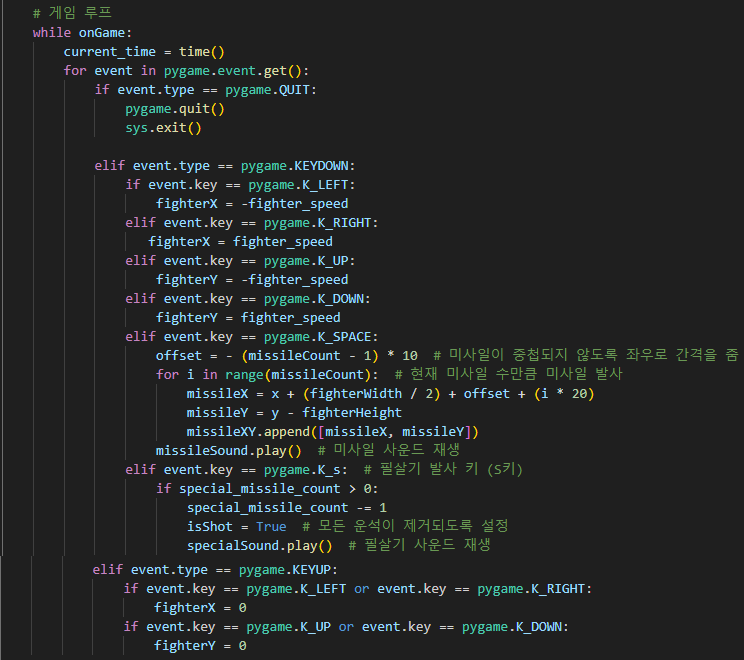 # 게임 루프
while onGame:
    current_time = time()
    for event in pygame.event.get():
        if event.type == pygame.QUIT:
            pygame.quit()
            sys.exit()

        elif event.type == pygame.KEYDOWN:
            if event.key == pygame.K_LEFT:
                fighterX = -fighter_speed
            elif event.key == pygame.K_RIGHT:
               fighterX = fighter_speed
            elif event.key == pygame.K_UP:
                fighterY = -fighter_speed
            elif event.key == pygame.K_DOWN:
                fighterY = fighter_speed
            elif event.key == pygame.K_SPACE:
                offset = - (missileCount - 1) * 10  # 미사일이 중첩되지 않도록 좌우로 간격을 줌
                for i in range(missileCount):  # 현재 미사일 수만큼 미사일 발사
                    missileX = x + (fighterWidth / 2) + offset + (i * 20)
                    missileY = y - fighterHeight
                    missileXY.append([missileX, missileY])
                missileSound.play()  # 미사일 사운드 재생
            elif event.key == pygame.K_s:  # 필살기 발사 키 (S키)
                if special_missile_count > 0:
                    special_missile_count -= 1
                    isShot = True  # 모든 운석이 제거되도록 설정
                    specialSound.play()  # 필살기 사운드 재생
        elif event.type == pygame.KEYUP:
            if event.key == pygame.K_LEFT or event.key == pygame.K_RIGHT:
                fighterX = 0
            if event.key == pygame.K_UP or event.key == pygame.K_DOWN:
                fighterY = 0